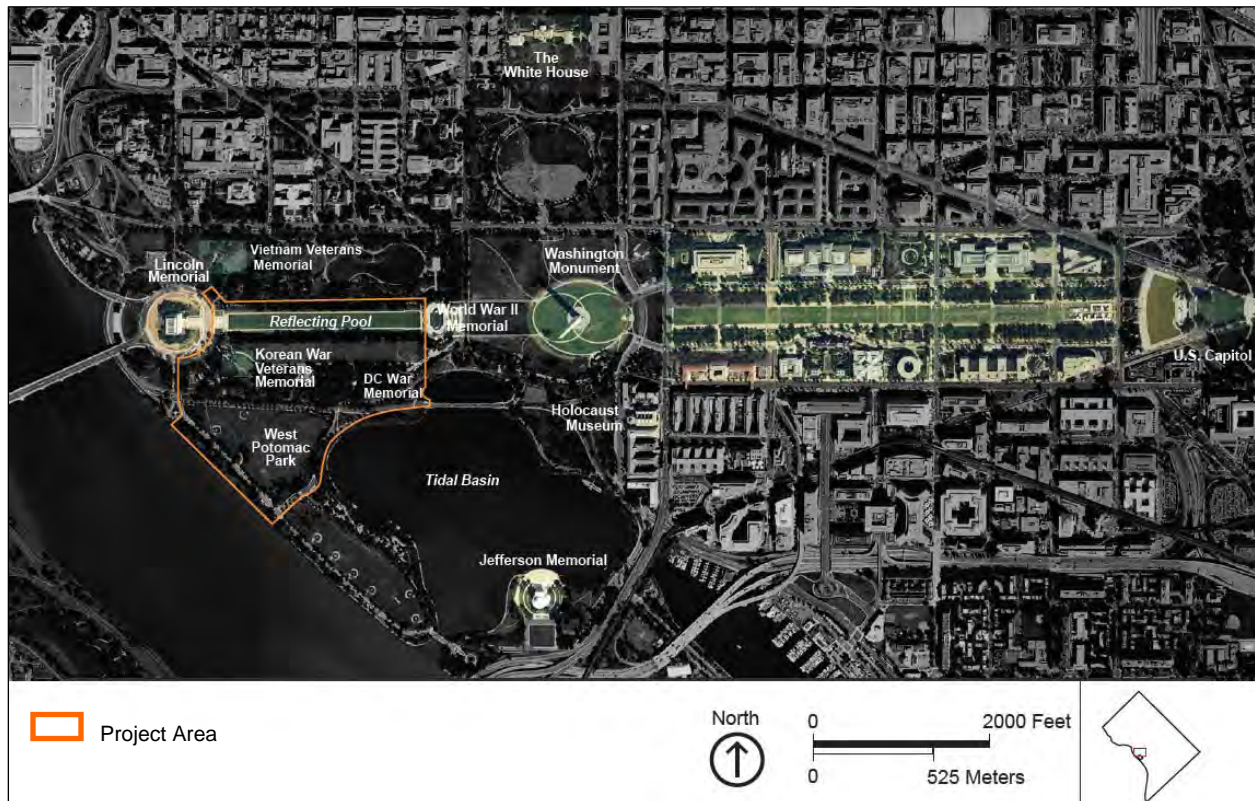 The
White House
Vietnam Veterans
Memorial
Lincoln
Memorial
Washington
Monument
World War II
Memorial
Reflecting Pool
Korean War
Veterans
Memorial
DC War
Memorial
U.S. Capitol
Holocaust
Museum
West
Potomac
Park
Tidal Basin
Jefferson Memorial
Project Area
North
0 2000 Feet
0 525 Meters